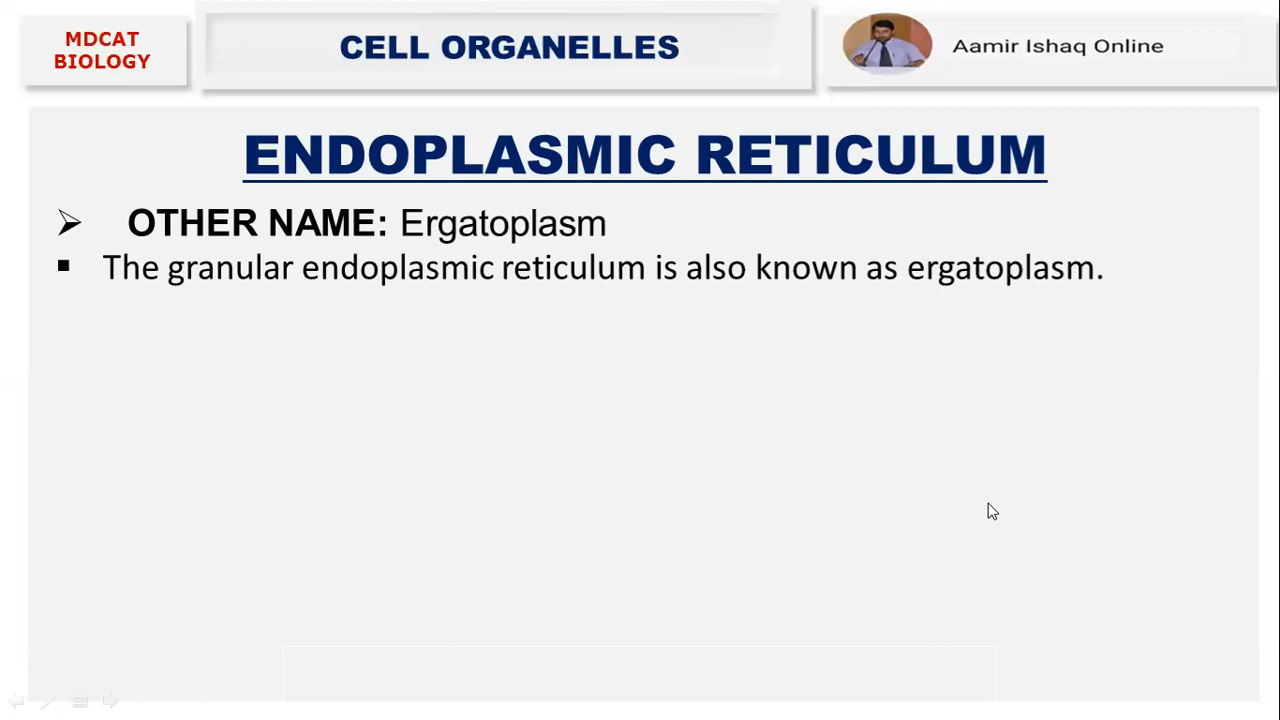 MDCAT
BIOLOGY
CELL ORGANELLES
Aamir Ishaq Online
ENDOPLASMIC RETICULUM
➢ OTHER NAME: Ergatoplasm
▪ The granular endoplasmic reticulum is also known as ergatoplasm.